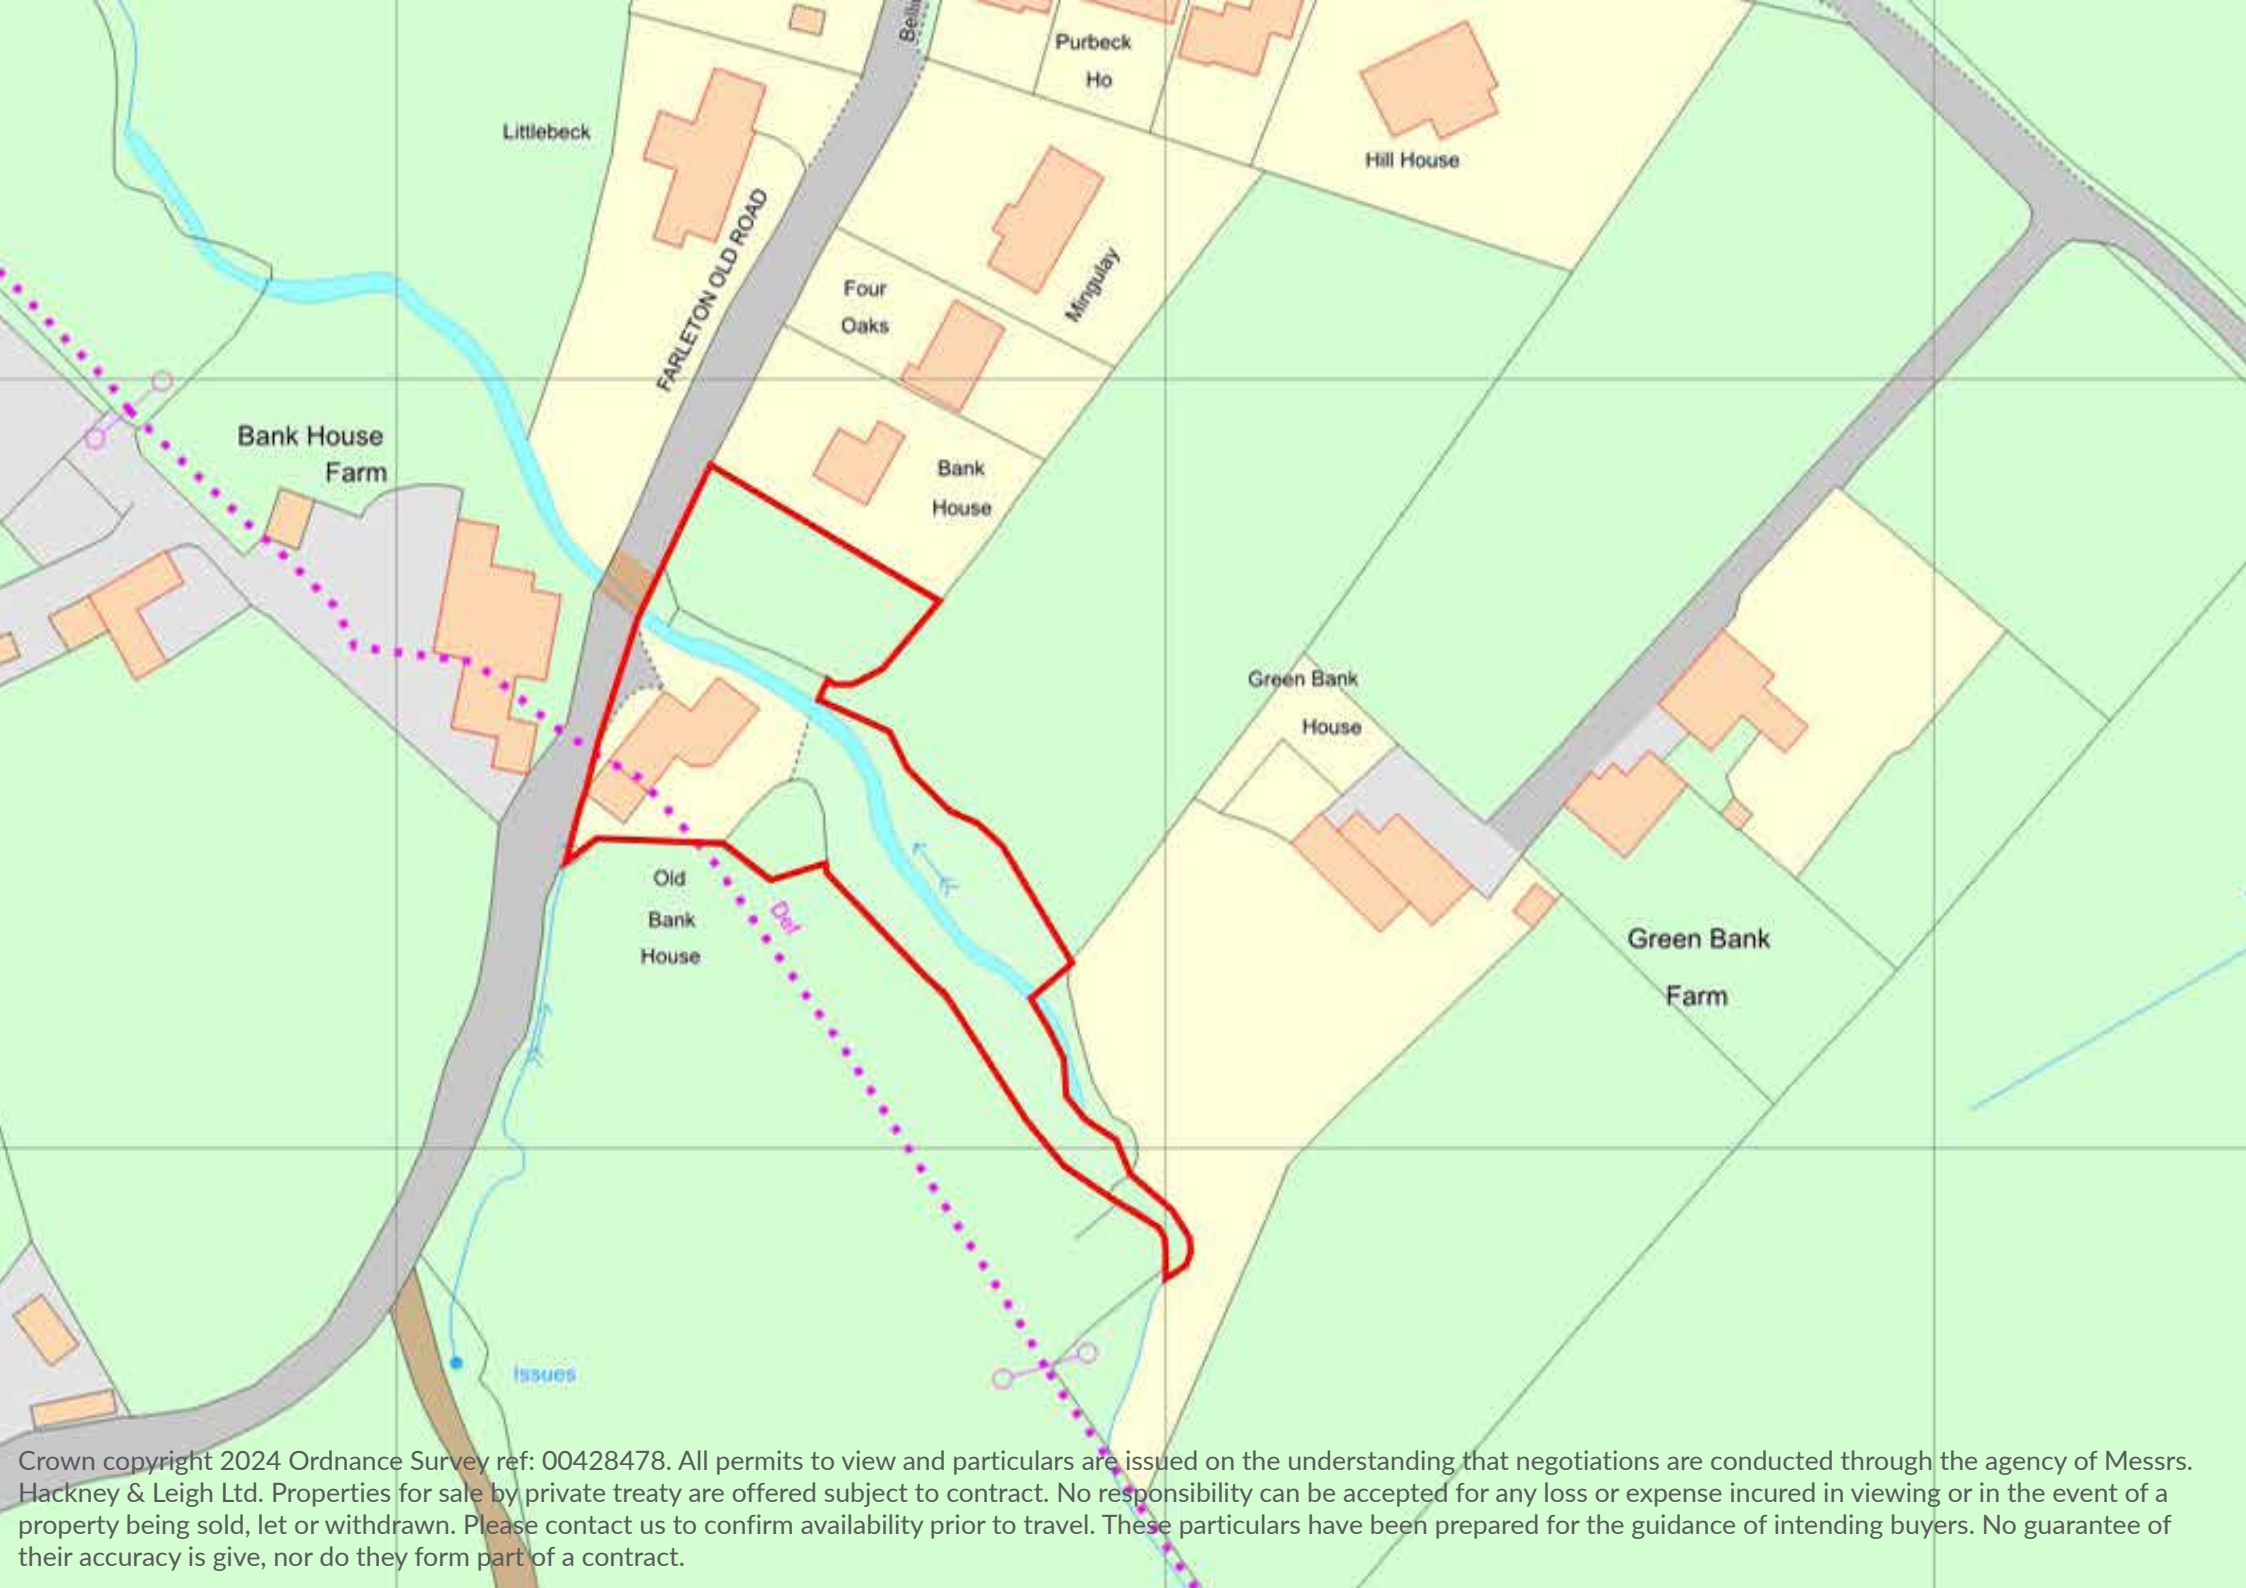 Purbeck
Ho
Littlebeck
Hill House
FARLETON OLD ROAD
Mingulay
Four
Oaks
Bank House
Farm
Bank
House
Green Bank
House
Old
Bank
House
Def
Green Bank
Farm
Issues
Crown copyright 2024 Ordnance Survey ref: 00428478. All permits to view and particulars are issued on the understanding that negotiations are conducted through the agency of Messrs.
Hackney & Leigh Ltd. Properties for sale by private treaty are offered subject to contract. No responsibility can be accepted for any loss or expense incured in viewing or in the event of a
property being sold, let or withdrawn. Please contact us to confirm availability prior to travel. These particulars have been prepared for the guidance of intending buyers. No guarantee of
their accuracy is give, nor do they form part of a contract.